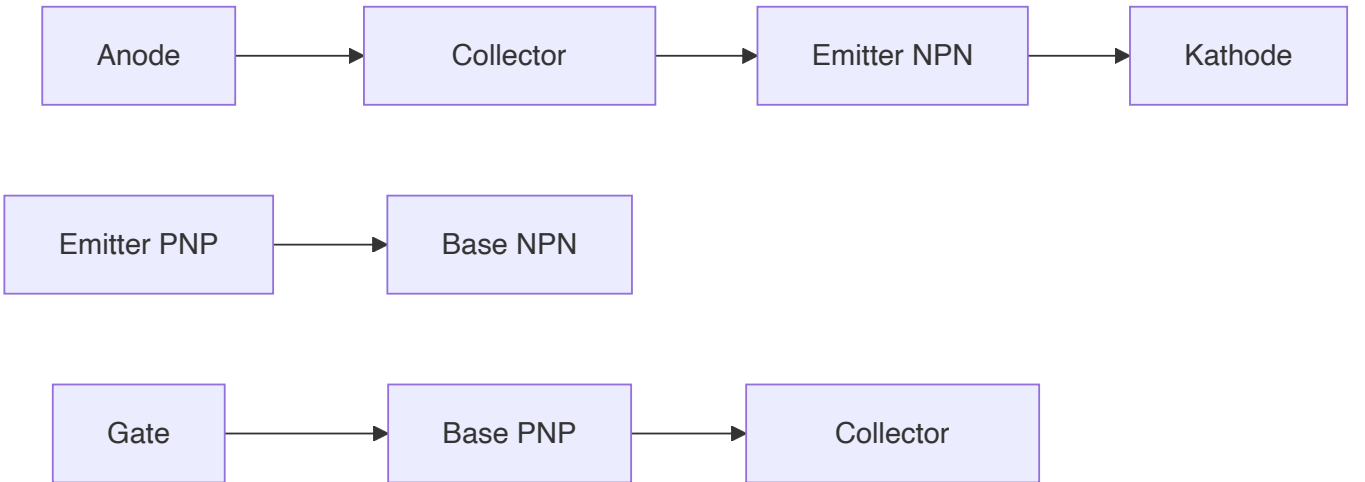 Anode
Collector
Emitter NPN
Kathode
Emitter PNP
Base NPN
Gate
Base PNP
Collector